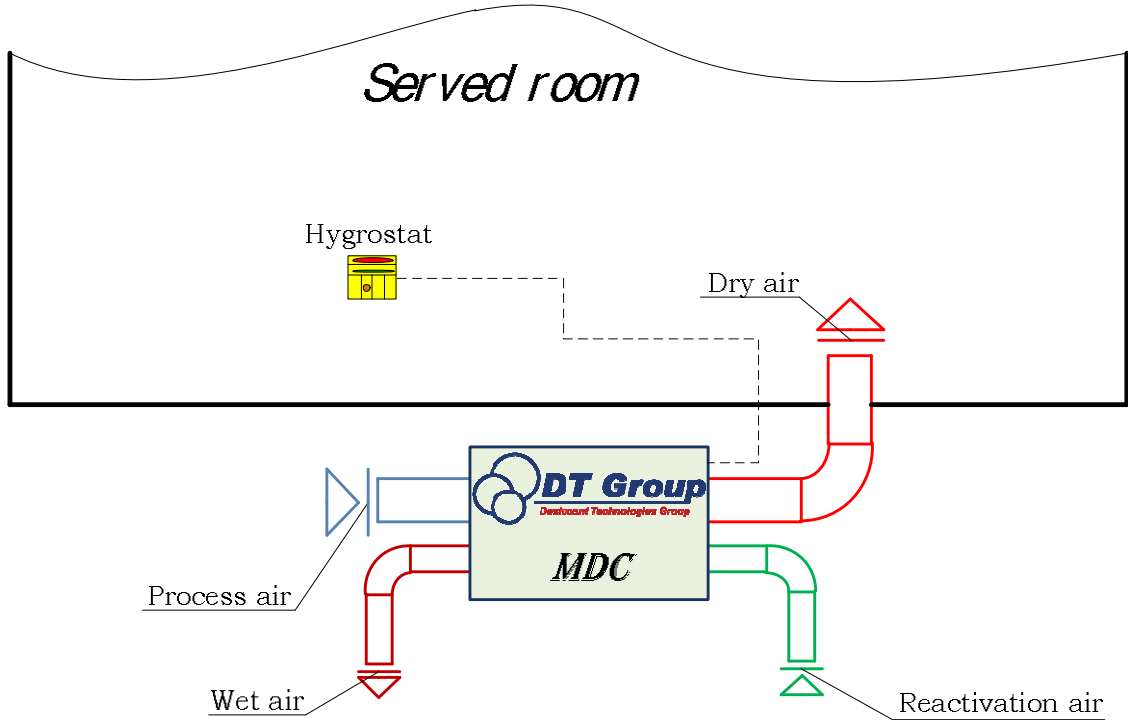 Served room
Hygrostat
Dry air
DT Group
Desiccant Technologies Group
MDC
Process air
Wet air
Reactivation air